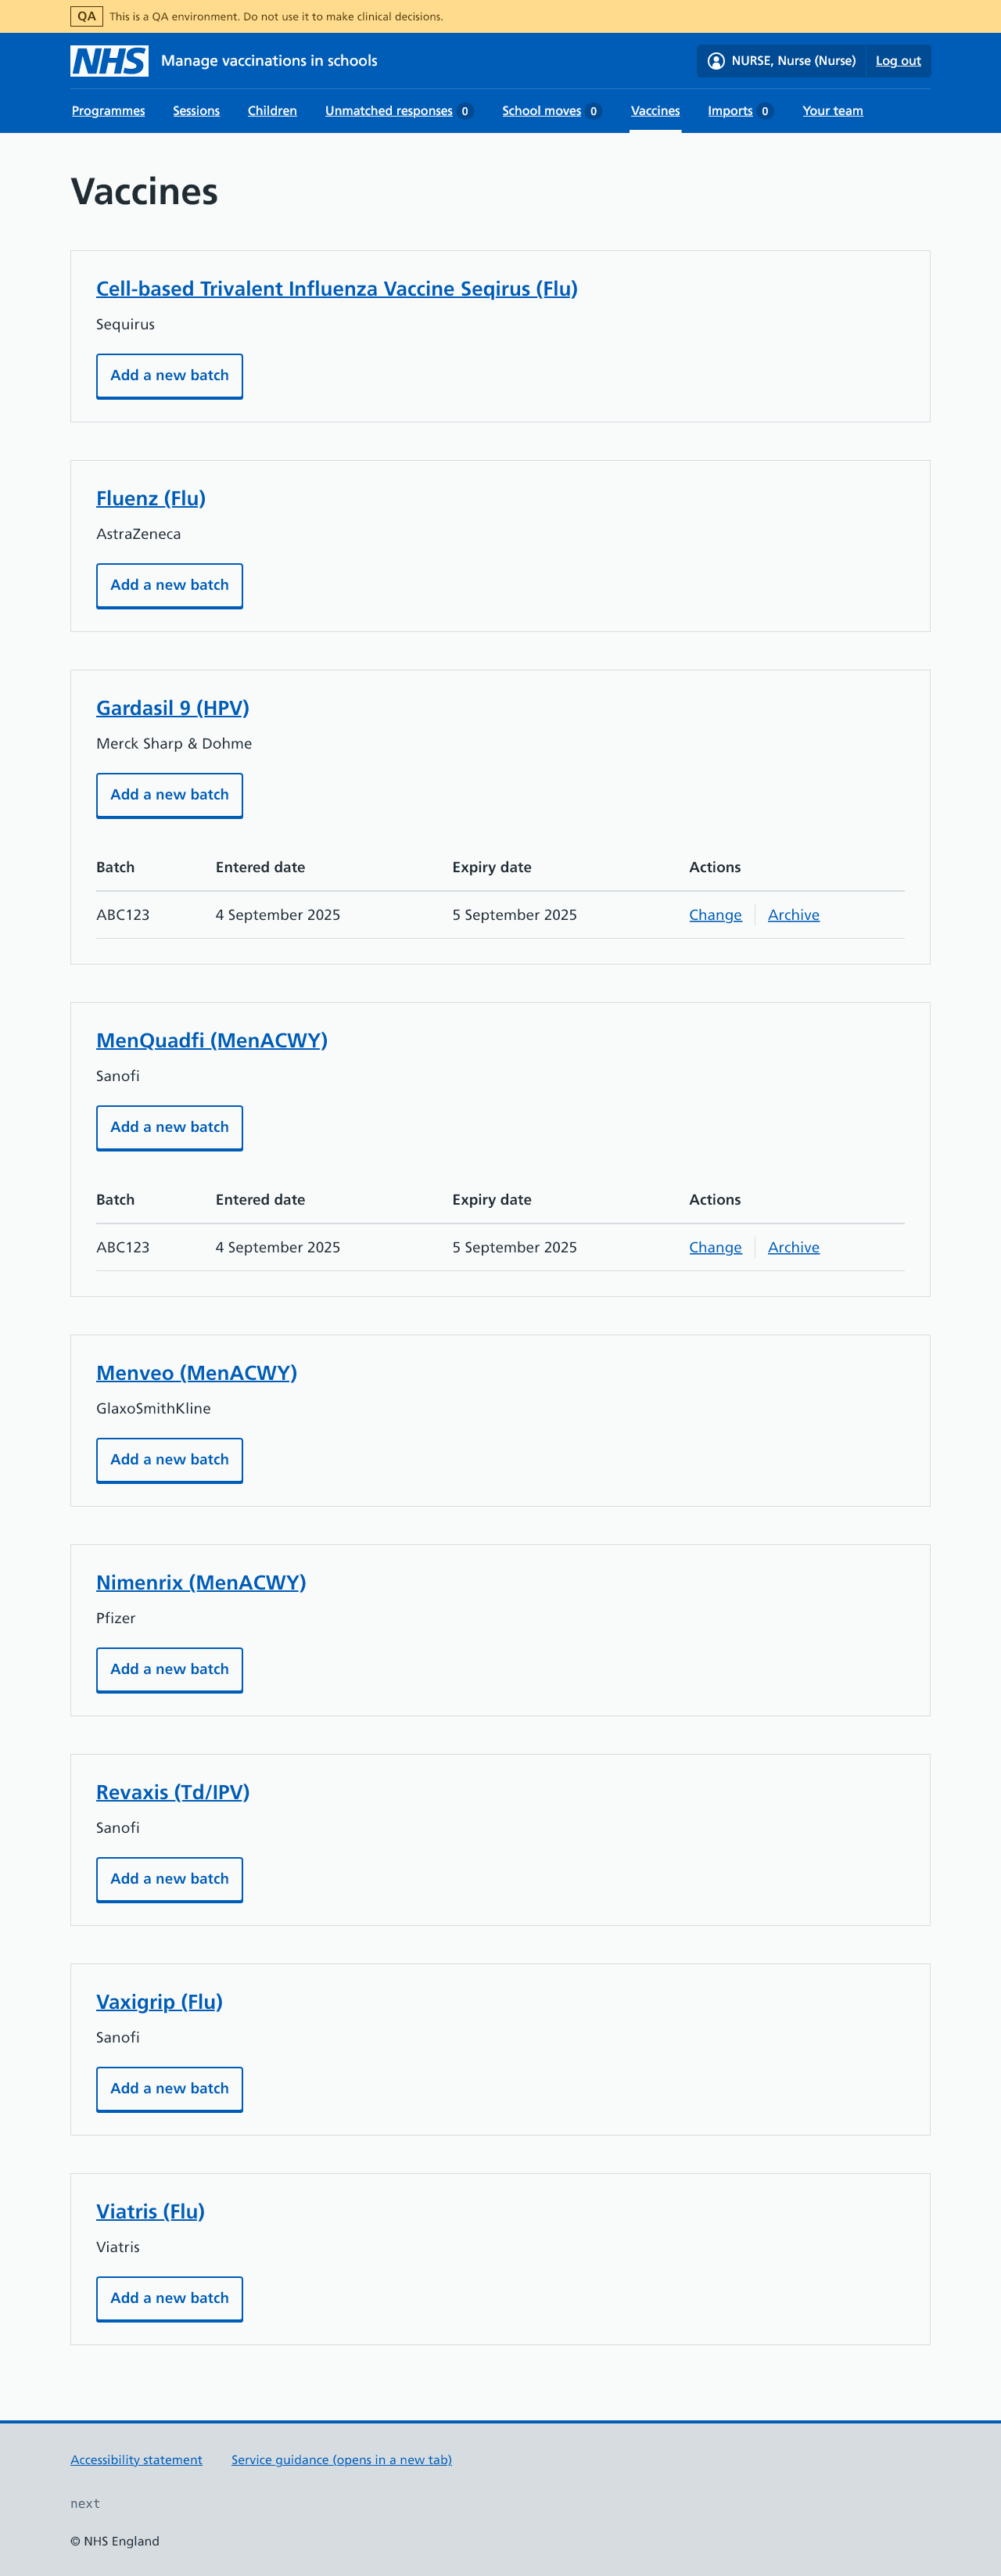 QA This is a QA environment. Do not use it to make clinical decisions.
NHS Manage vaccinations in schools NURSE, Nurse (Nurse) Log out
Programmes Sessions Children Unmatched responses 0 School moves 0 Vaccines Imports 0 Your team
Vaccines
Cell-based Trivalent Influenza Vaccine Seqirus (Flu)
Sequirus
Add a new batch
Fluenz (Flu)
AstraZeneca
Add a new batch
Gardasil 9 (HPV)
Merck Sharp & Dohme
Add a new batch
Batch Entered date Expiry date Actions
ABC123 4 September 2025 5 September 2025 Change Archive
MenQuadfi (MenACWY)
Sanofi
Add a new batch
Batch Entered date Expiry date Actions
ABC123 4 September 2025 5 September 2025 Change Archive
Menveo (MenACWY)
GlaxoSmithKline
Add a new batch
Nimenrix (MenACWY)
Pfizer
Add a new batch
Revaxis (Td/IPV)
Sanofi
Add a new batch
Vaxigrip (Flu)
Sanofi
Add a new batch
Viatris (Flu)
Viatris
Add a new batch
Accessibility statement Service guidance (opens in a new tab)
next
© NHS England